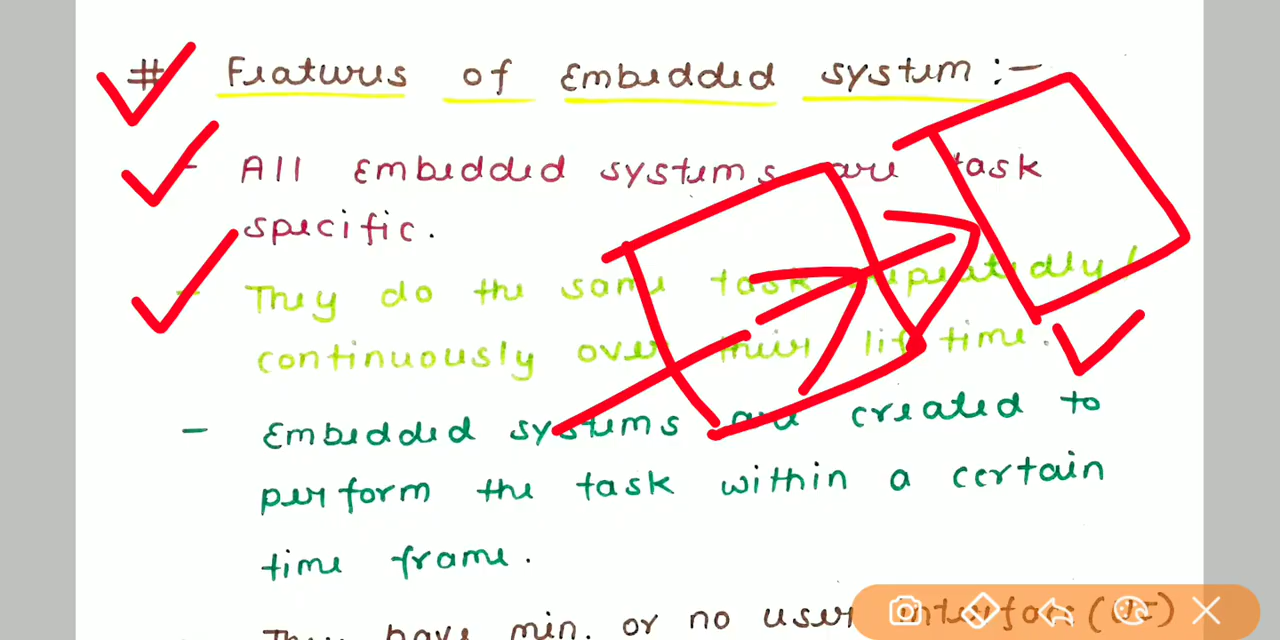 # Features of Embedded system :-
- All Embedded systems are task
specific.
- They do the same task repeatedly /
continuously over their life time.
- Embedded systems are created to
perform the task within a certain
time frame.
They have min. or no user interface (UI)